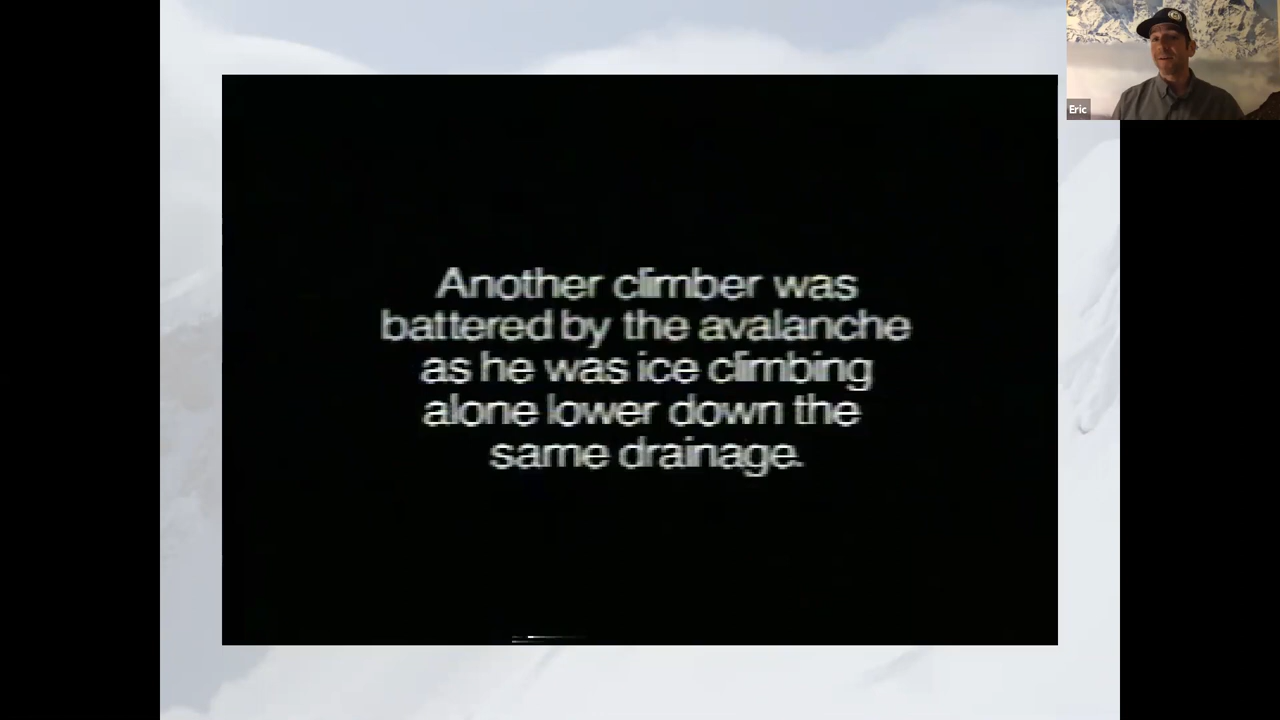 Another climber was
battered by the avalanche
as he was ice climbing
alone lower down the
same drainage.
Eric